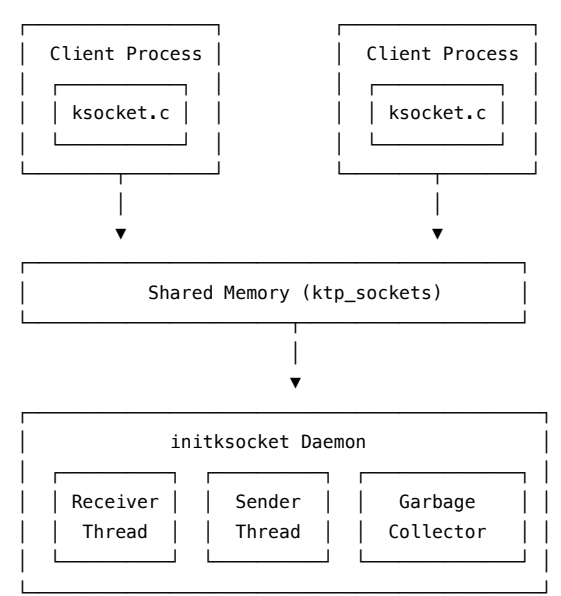 Client Process
Client Process
ksocket.c
ksocket.c
Shared Memory (ktp_sockets)
initksocket Daemon
Receiver
Thread
Sender
Thread
Garbage
Collector